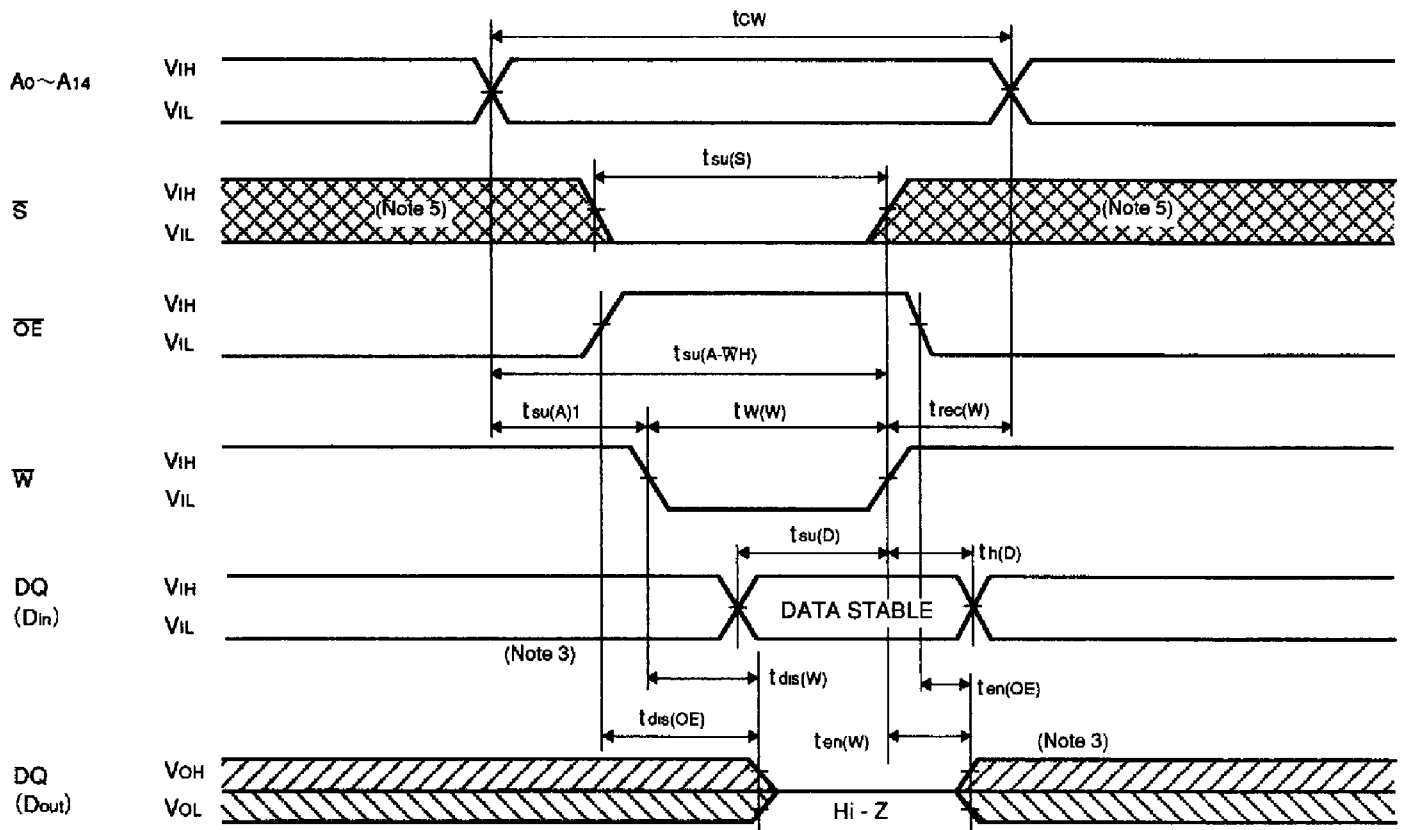 tCW
A0~A14
VIH
VIL
tsu(S)
S̅
VIH
VIL
(Note 5)
(Note 5)
O̅E̅
VIH
VIL
tsu(A-W̅H)
tsu(A)1
tW(W)
trec(W)
W̅
VIH
VIL
tsu(D)
th(D)
DQ
(Din)
VIH
VIL
DATA STABLE
(Note 3)
tdis(W)
ten(OE)
tdis(OE)
ten(W)
(Note 3)
DQ
(Dout)
VOH
VOL
Hi - Z